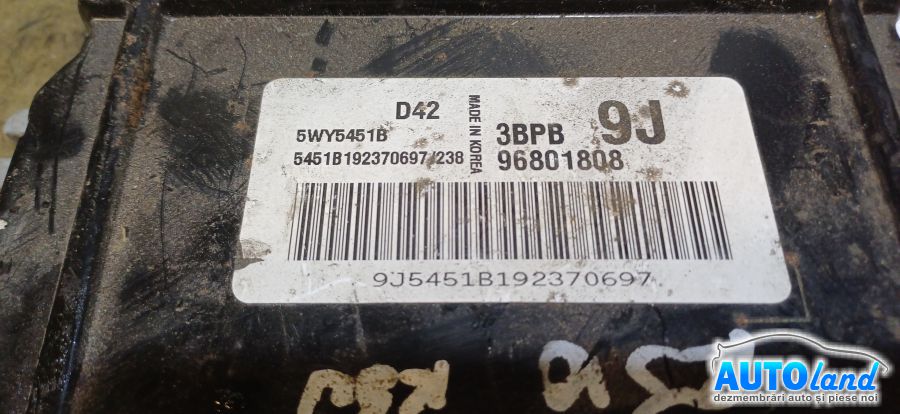 D42
5WY5451B
5451B192370697/238
MADE IN KOREA
3BPB 9J
96801808
9J5451B192370697
AUTOland
dezmembrări auto și piese noi